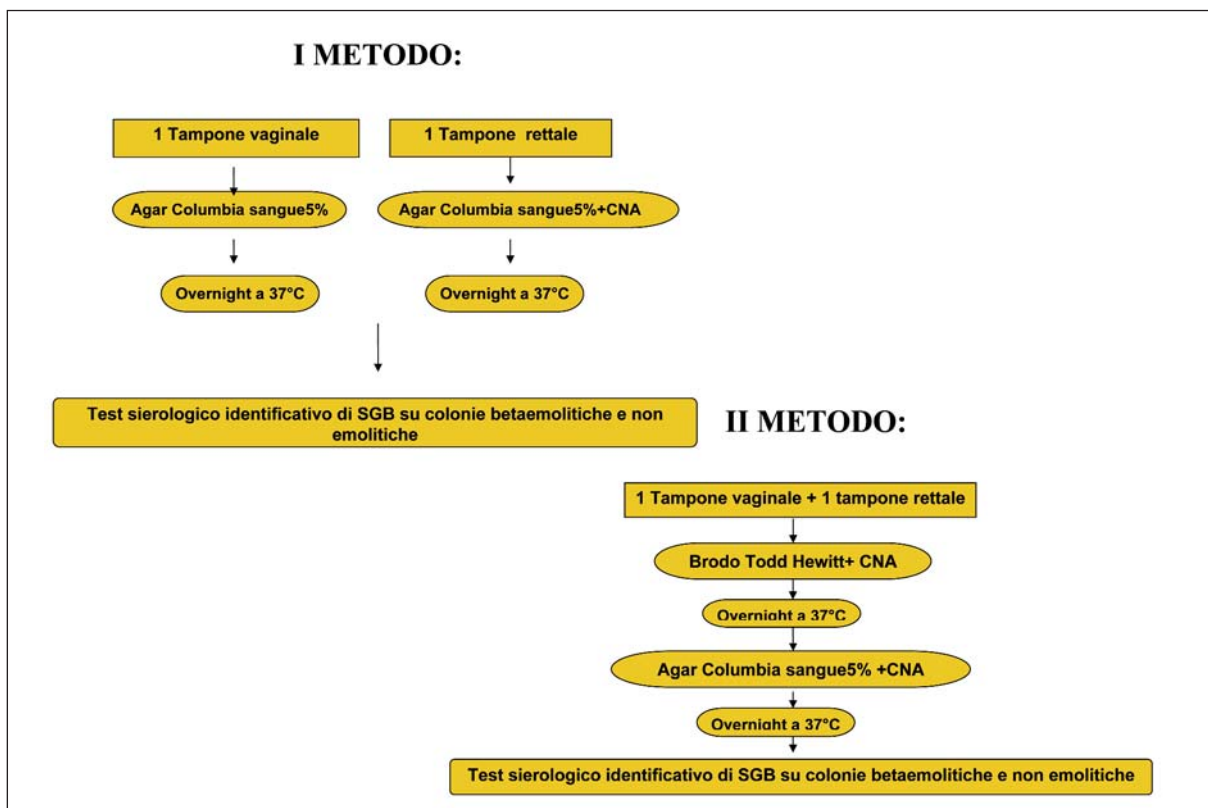 I METODO:
1 Tampone vaginale
1 Tampone rettale
Agar Columbia sangue5%
Agar Columbia sangue5%+CNA
Overnight a 37°C
Overnight a 37°C
Test sierologico identificativo di SGB su colonie betaemolitiche e non
emolitiche
II METODO:
1 Tampone vaginale + 1 tampone rettale
Brodo Todd Hewitt+ CNA
Overnight a 37°C
Agar Columbia sangue5% +CNA
Overnight a 37°C
Test sierologico identificativo di SGB su colonie betaemolitiche e non emolitiche